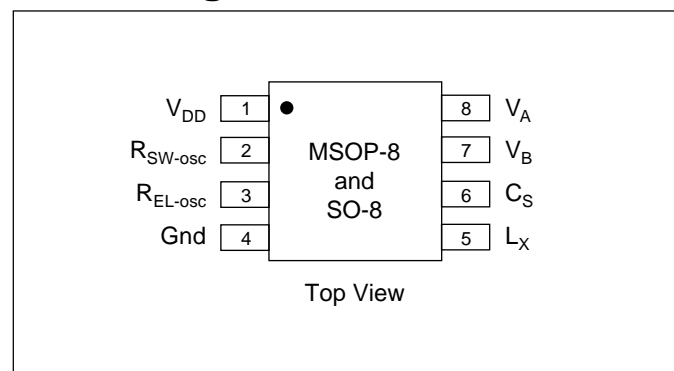 V_DD 1 8 V_A
R_SW-osc 2 7 V_B
R_EL-osc 3 6 C_S
Gnd 4 5 L_X
MSOP-8
and
SO-8
Top View